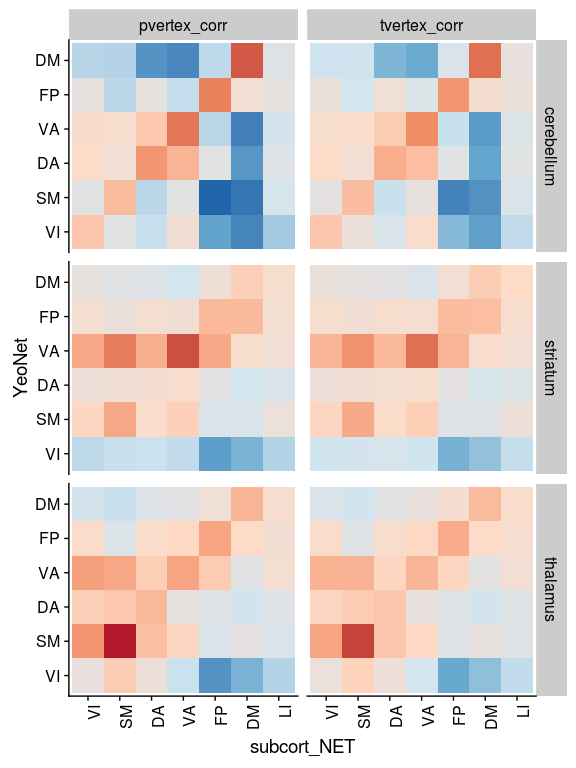 pvertex_corr tvertex_corr
DM
FP
VA
DA
SM
VI
cerebellum
DM
FP
VA
DA
SM
VI
striatum
DM
FP
VA
DA
SM
VI
thalamus
YeoNet
VI SM DA VA FP DM LI VI SM DA VA FP DM LI
subcort_NET